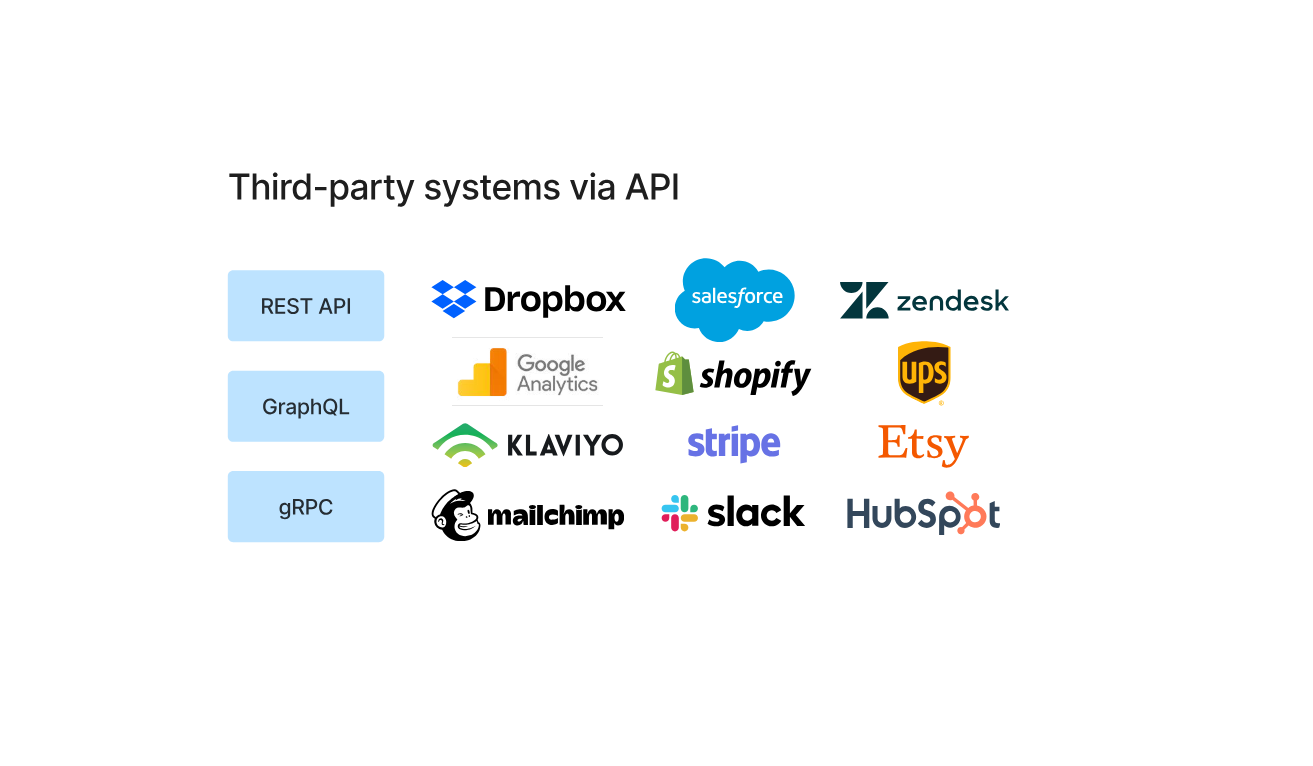 Third-party systems via API
REST API
GraphQL
gRPC
Dropbox
salesforce
zendesk
Google
Analytics
shopify
ups
KLAVIYO
stripe
Etsy
mailchimp
slack
HubSpot